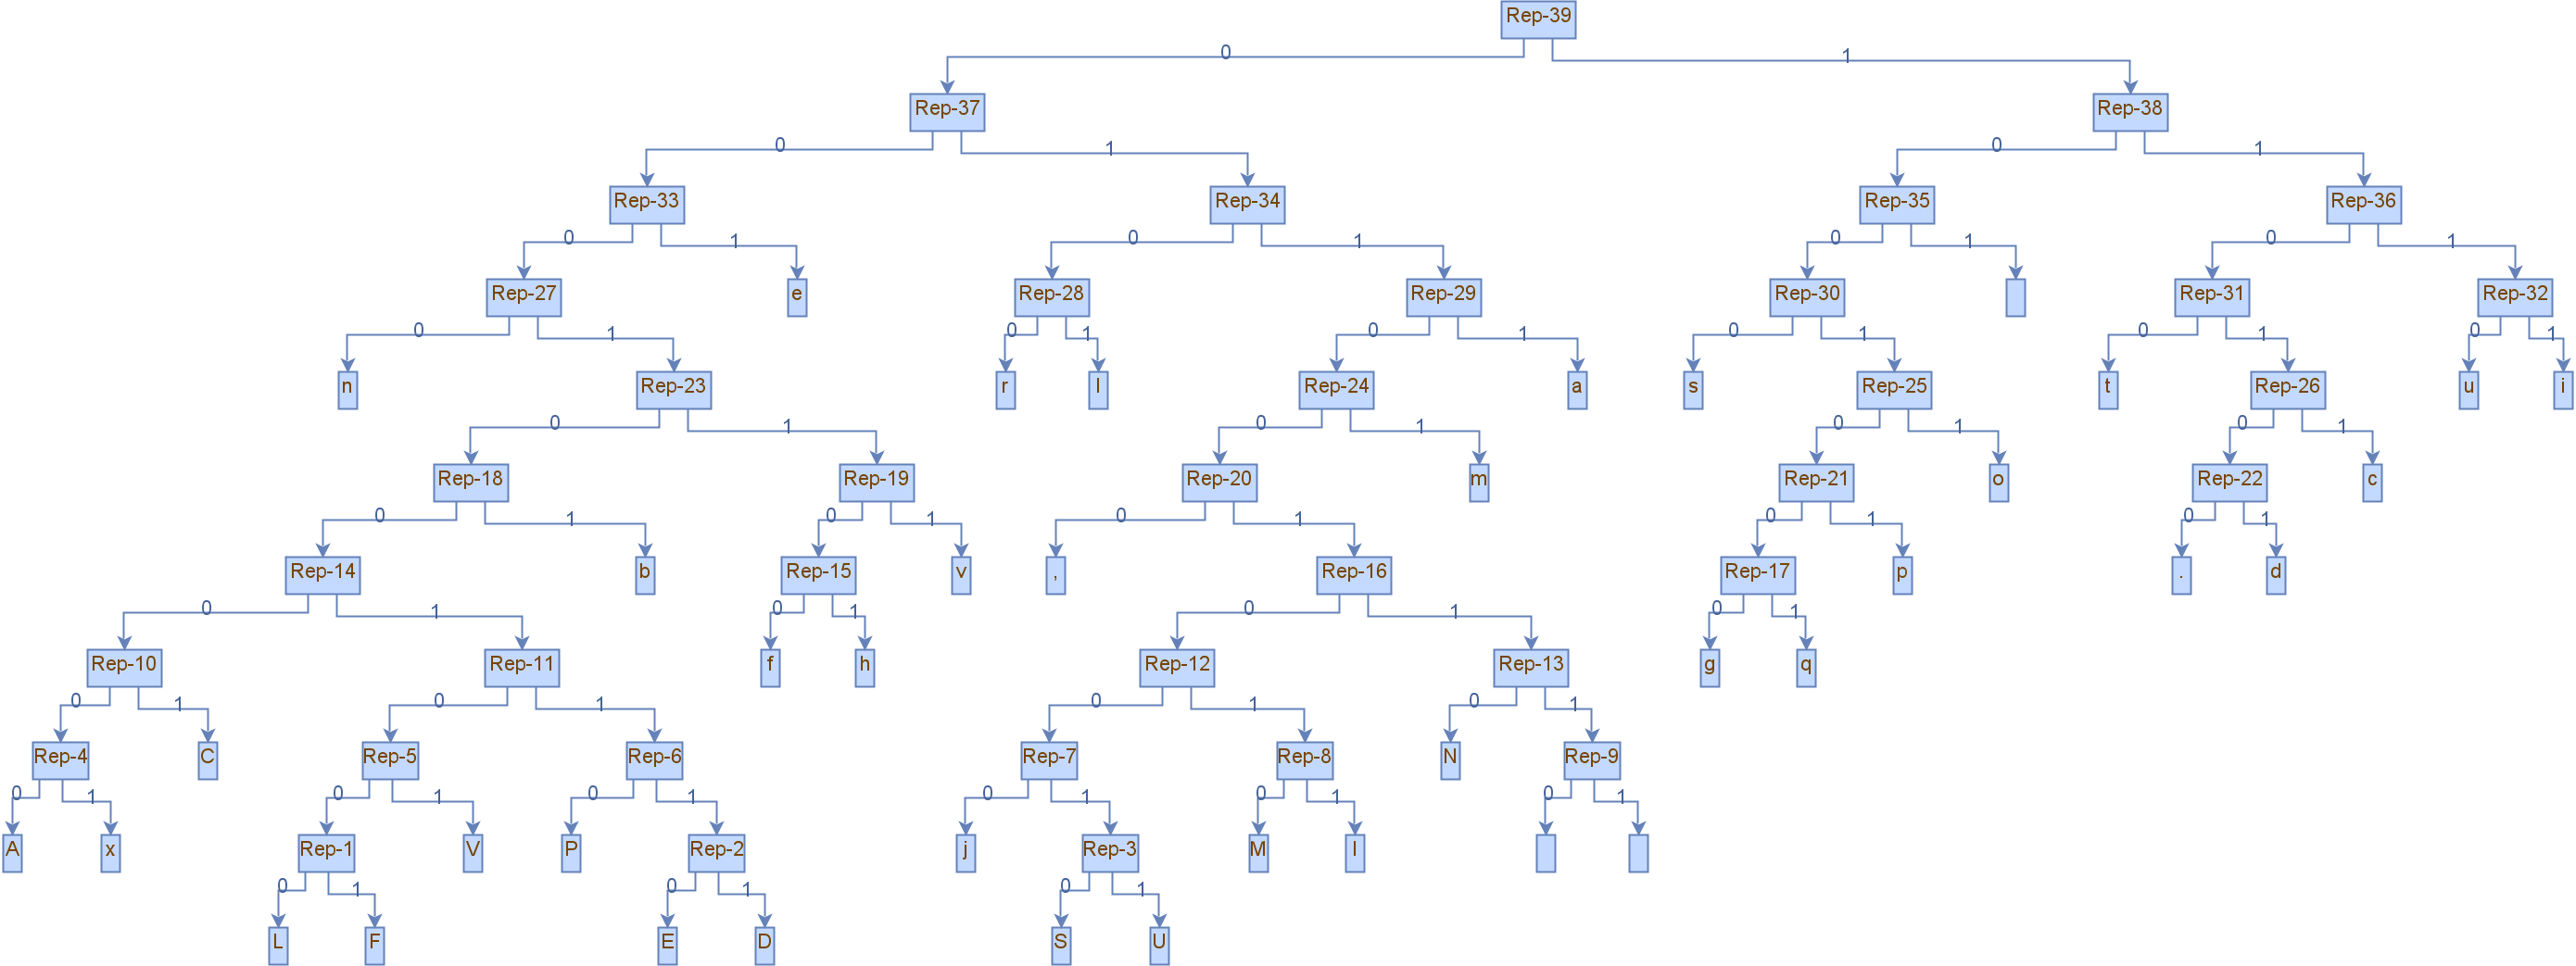 Rep-39
0 1
Rep-37 Rep-38
0 1 0 1
Rep-33 Rep-34 Rep-35 Rep-36
0 1 0 1 0 1 0 1
Rep-27 e Rep-28 Rep-29 Rep-30 Rep-31 Rep-32
0 1 0 1 0 1 0 1 0 1 0 1
n Rep-23 r l Rep-24 a s Rep-25 t Rep-26 u i
0 1 0 1 0 1 0 1
Rep-18 Rep-19 Rep-20 m Rep-21 o Rep-22 c
0 1 0 1 0 1 0 1 0 1
Rep-14 b Rep-15 v , Rep-16 Rep-17 p . d
0 1 0 1 0 1 0 1
Rep-10 Rep-11 f h Rep-12 Rep-13 g q
0 1 0 1 0 1 0 1
Rep-4 C Rep-5 Rep-6 Rep-7 Rep-8 N Rep-9
0 1 0 1 0 1 0 1 0 1 0 1
A x Rep-1 V P Rep-2 j Rep-3 M I
0 1 0 1 0 1
L F E D S U